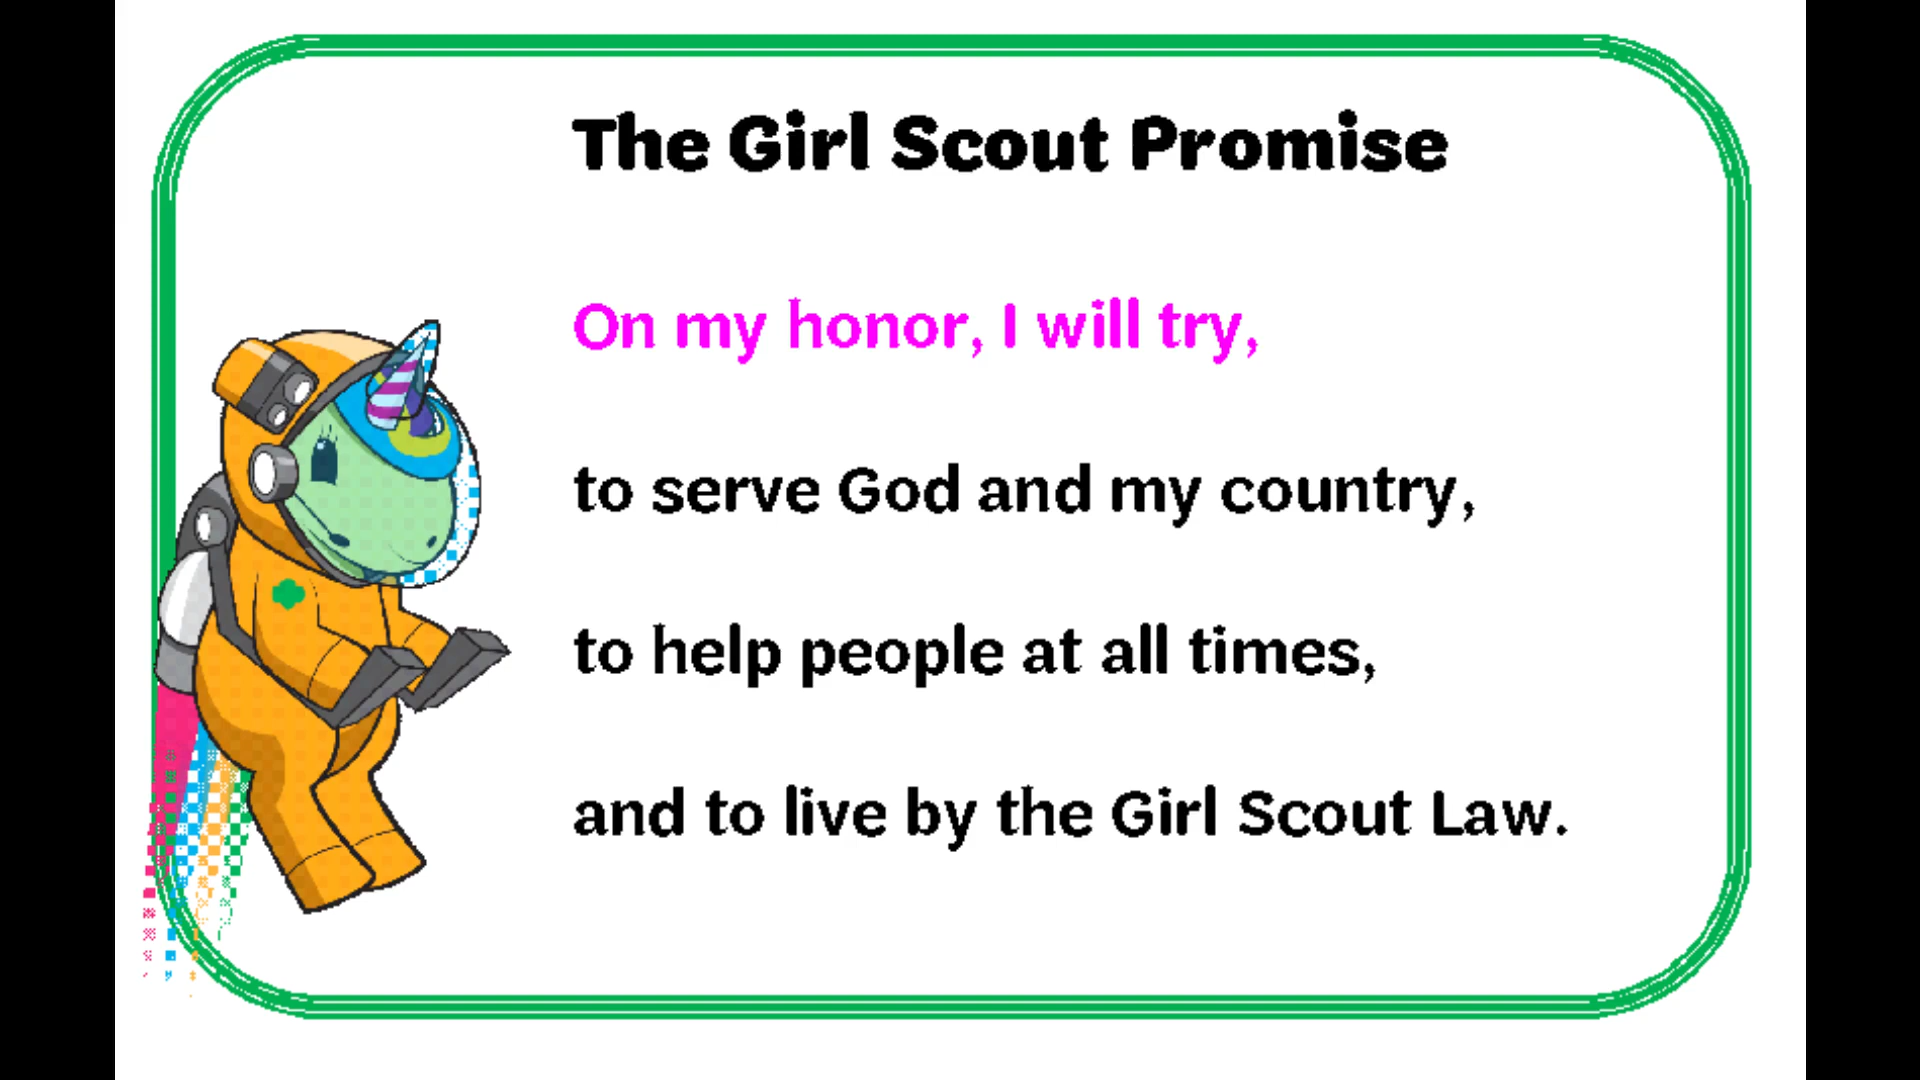 The Girl Scout Promise
On my honor, I will try,
to serve God and my country,
to help people at all times,
and to live by the Girl Scout Law.